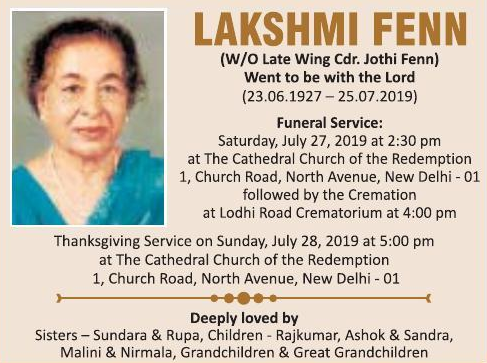 LAKSHMI FENN
(W/O Late Wing Cdr. Jothi Fenn)
Went to be with the Lord
(23.06.1927 – 25.07.2019)
Funeral Service:
Saturday, July 27, 2019 at 2:30 pm
at The Cathedral Church of the Redemption
1, Church Road, North Avenue, New Delhi - 01
followed by the Cremation
at Lodhi Road Crematorium at 4:00 pm
Thanksgiving Service on Sunday, July 28, 2019 at 5:00 pm
at The Cathedral Church of the Redemption
1, Church Road, North Avenue, New Delhi - 01
Deeply loved by
Sisters – Sundara & Rupa, Children - Rajkumar, Ashok & Sandra,
Malini & Nirmala, Grandchildren & Great Grandchildren